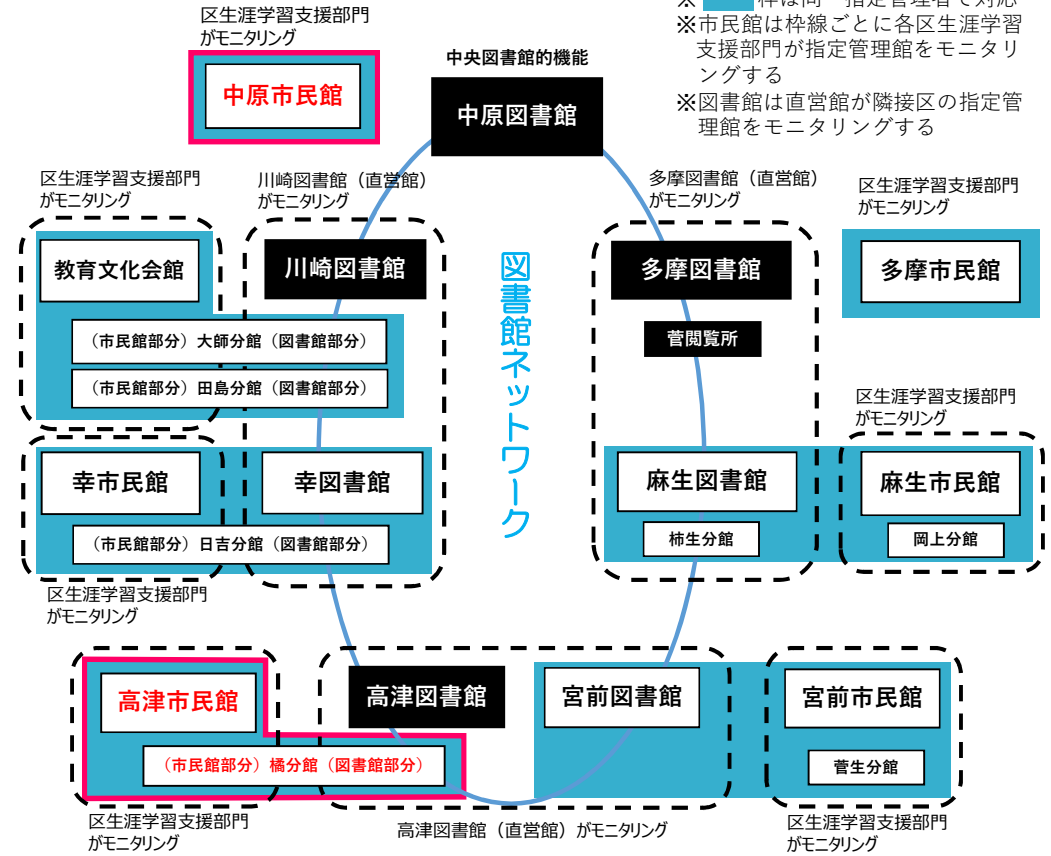 区生涯学習支援部門
がモニタリング
中原市民館
中央図書館的機能
中原図書館
※ 枠は同一指定管理者で対応
※市民館は枠線ごとに各区生涯学習
支援部門が指定管理館をモニタリ
ングする
※図書館は直営館が隣接区の指定管
理館をモニタリングする
区生涯学習支援部門
がモニタリング
川崎図書館（直営館）
がモニタリング
多摩図書館（直営館）
がモニタリング
区生涯学習支援部門
がモニタリング
教育文化会館
川崎図書館
図書館ネットワーク
多摩図書館
多摩市民館
（市民館部分）大師分館（図書館部分）
菅閲覧所
（市民館部分）田島分館（図書館部分）
区生涯学習支援部門
がモニタリング
幸市民館
幸図書館
麻生図書館
麻生市民館
（市民館部分）日吉分館（図書館部分）
柿生分館
岡上分館
区生涯学習支援部門
がモニタリング
高津市民館
高津図書館
宮前図書館
宮前市民館
（市民館部分）橘分館（図書館部分）
菅生分館
区生涯学習支援部門
がモニタリング
高津図書館（直営館）がモニタリング
区生涯学習支援部門
がモニタリング